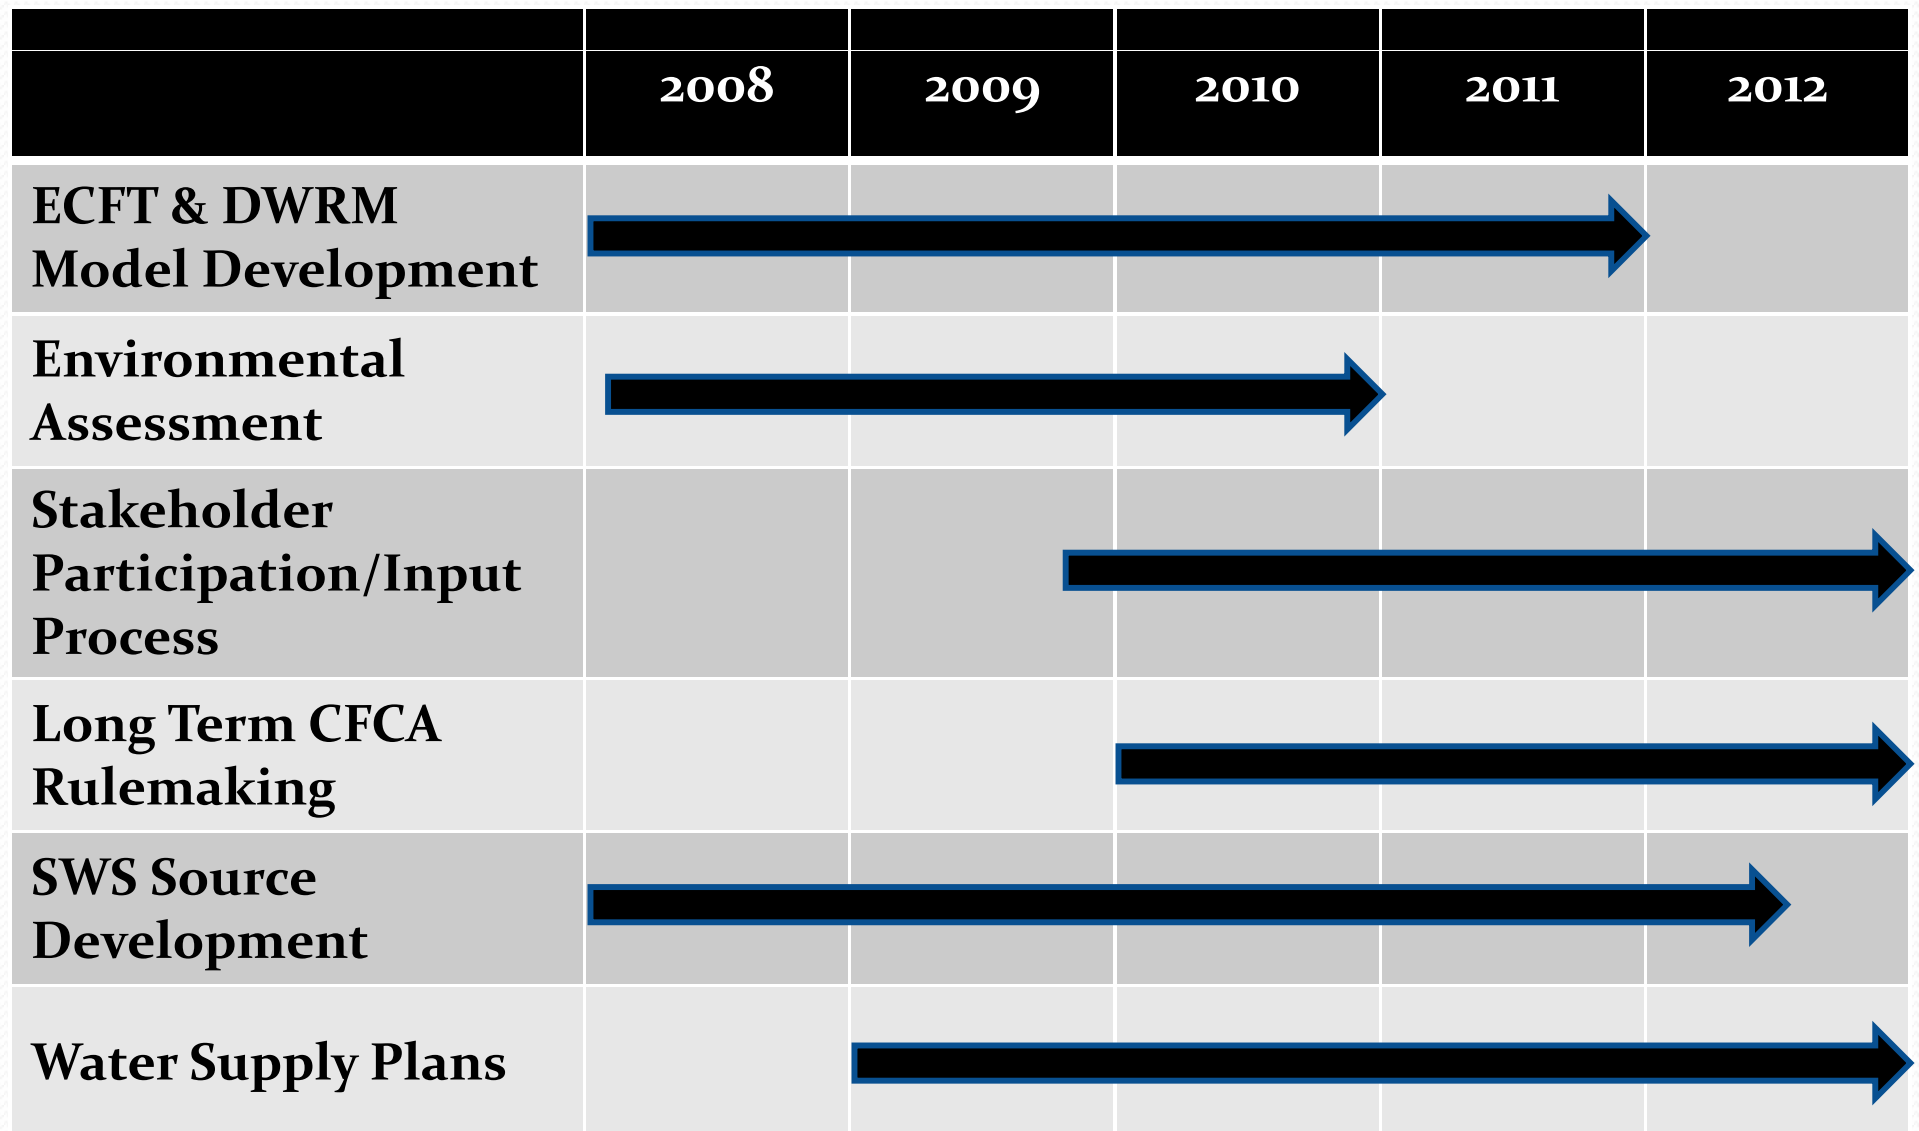 2008 2009 2010 2011 2012
ECFT & DWRM
Model Development
Environmental
Assessment
Stakeholder
Participation/Input
Process
Long Term CFCA
Rulemaking
SWS Source
Development
Water Supply Plans